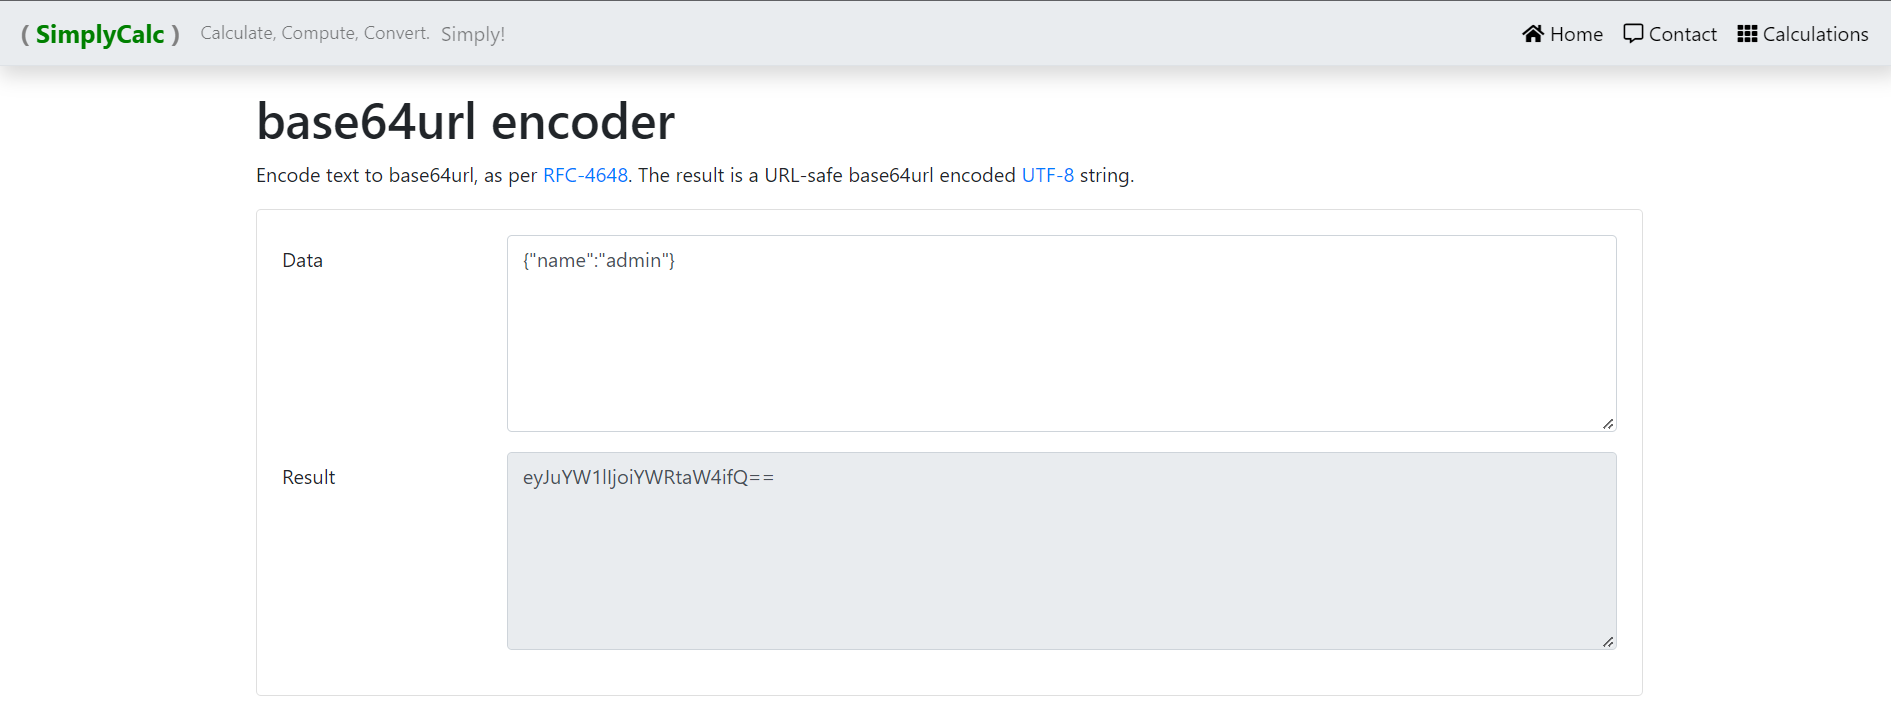 ( SimplyCalc ) Calculate, Compute, Convert. Simply! Home Contact Calculations
base64url encoder
Encode text to base64url, as per RFC-4648. The result is a URL-safe base64url encoded UTF-8 string.
Data {"name":"admin"}
Result eyJuYW1lIjoiYWRtaW4ifQ==